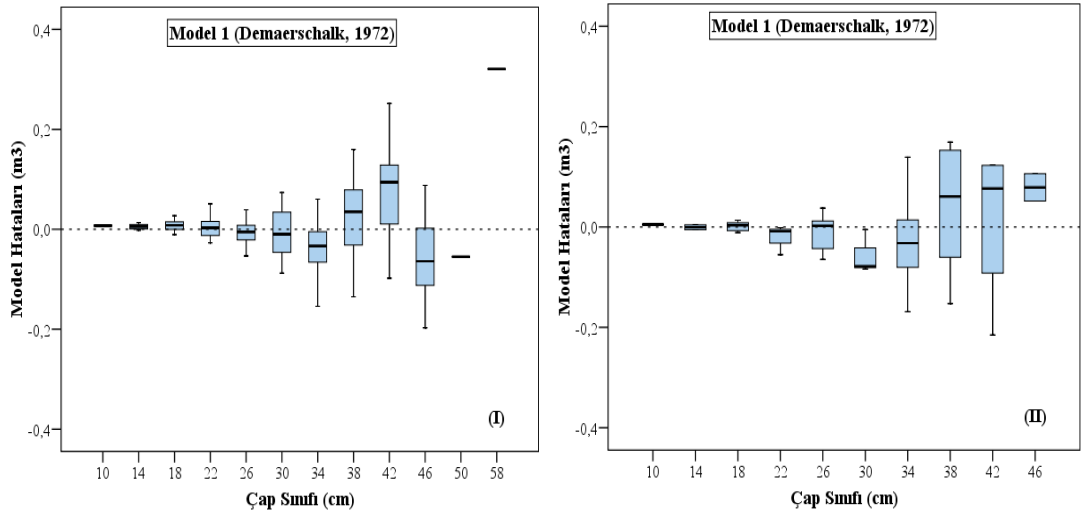 Model 1 (Demaerschalk, 1972)
0,4
0,2
0,0
-0,2
-0,4
Model Hataları (m3)
(I)
10 14 18 22 26 30 34 38 42 46 50 58
Çap Sınıfı (cm)
Model 1 (Demaerschalk, 1972)
0,4
0,2
0,0
-0,2
-0,4
Model Hataları (m3)
(II)
10 14 18 22 26 30 34 38 42 46
Çap Sınıfı (cm)